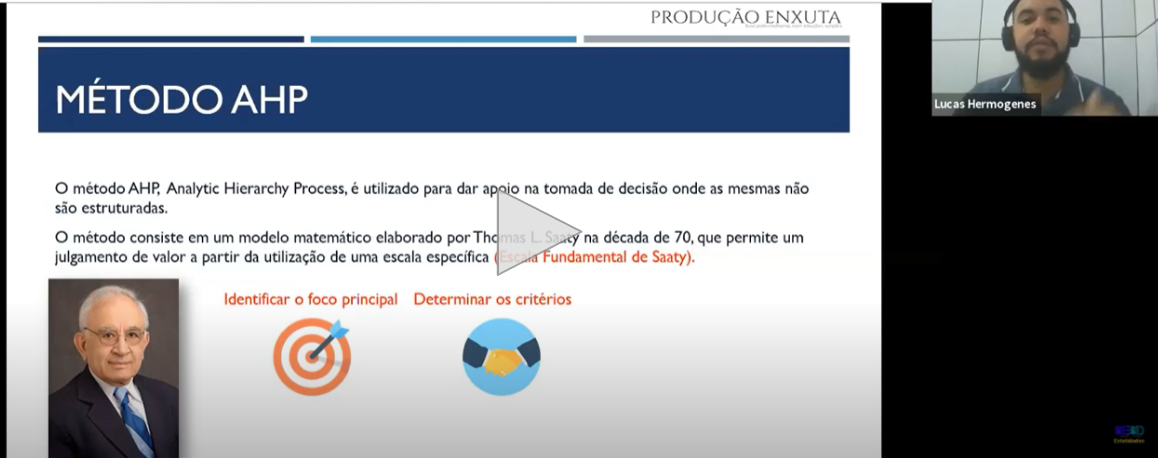 PRODUÇÃO ENXUTA
MÉTODO AHP
O método AHP, Analytic Hierarchy Process, é utilizado para dar apoio na tomada de decisão onde as mesmas não
são estruturadas.
O método consiste em um modelo matemático elaborado por Thomas L. Saaty na década de 70, que permite um
julgamento de valor a partir da utilização de uma escala específica (Escala Fundamental de Saaty).
Identificar o foco principal Determinar os critérios
Lucas Hermogenes